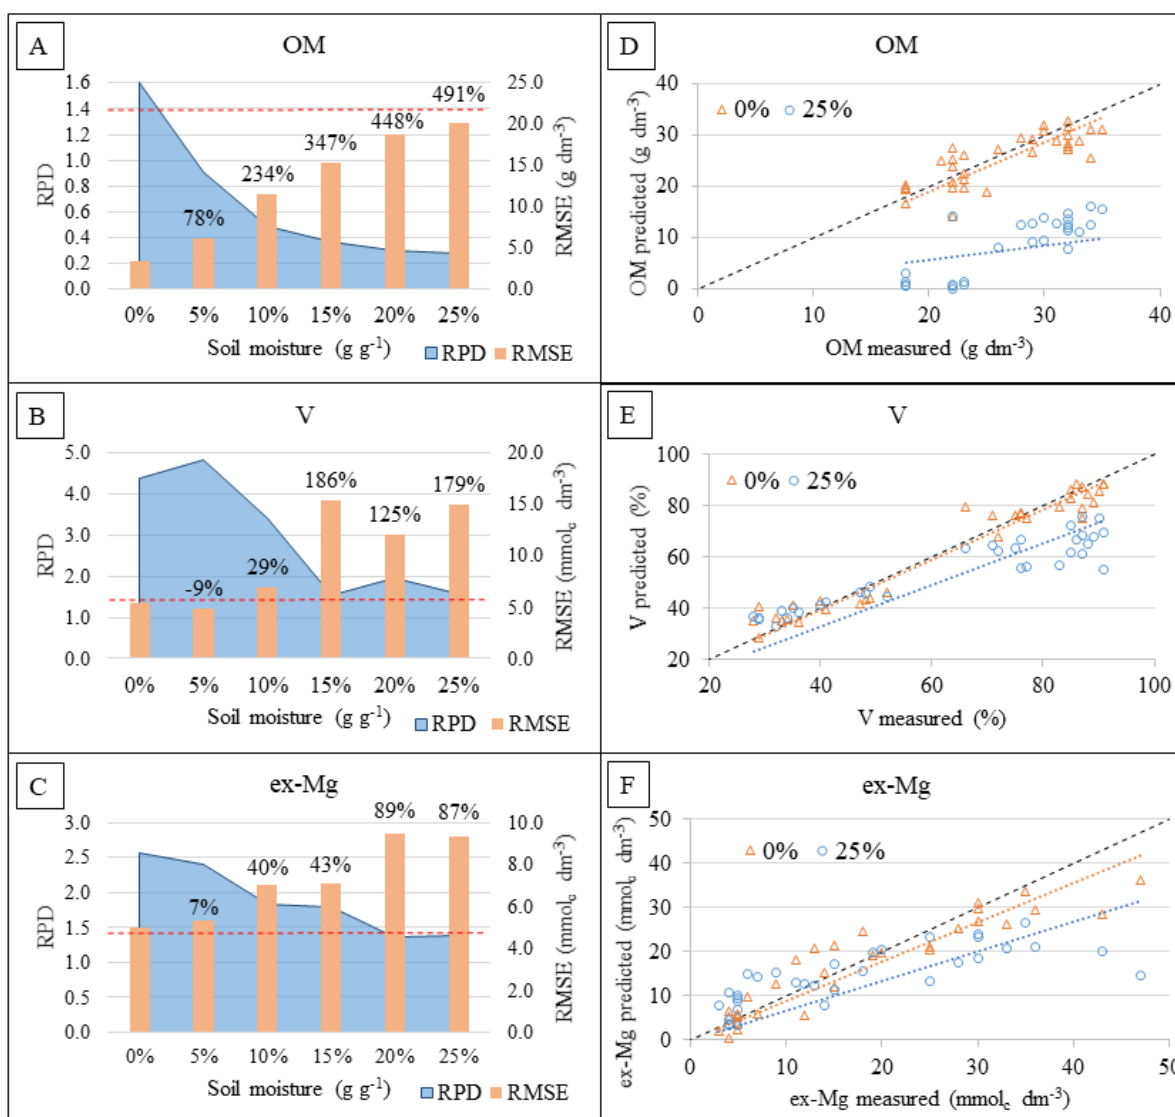 A
OM
RPD
1.6
1.4
1.2
1.0
0.8
0.6
0.4
0.2
0.0
78%
234%
347%
448%
491%
25.0
20.0
15.0
10.0
5.0
0.0
RMSE (g dm⁻³)
0% 5% 10% 15% 20% 25%
Soil moisture (g g⁻¹)
RPD RMSE
D
OM
OM predicted (g dm⁻³)
40
30
20
10
0
0% 25%
0 10 20 30 40
OM measured (g dm⁻³)
B
V
RPD
5.0
4.0
3.0
2.0
1.0
0.0
-9%
29%
186%
125%
179%
20.0
15.0
10.0
5.0
0.0
RMSE (mmol꜀ dm⁻³)
0% 5% 10% 15% 20% 25%
Soil moisture (g g⁻¹)
RPD RMSE
E
V
V predicted (%)
100
80
60
40
20
0% 25%
20 40 60 80 100
V measured (%)
C
ex-Mg
RPD
3.0
2.5
2.0
1.5
1.0
0.5
0.0
7%
40%
43%
89%
87%
10.0
8.0
6.0
4.0
2.0
0.0
RMSE (mmol꜀ dm⁻³)
0% 5% 10% 15% 20% 25%
Soil moisture (g g⁻¹)
RPD RMSE
F
ex-Mg
ex-Mg predicted (mmol꜀ dm⁻³)
50
40
30
20
10
0
0% 25%
0 10 20 30 40 50
ex-Mg measured (mmol꜀ dm⁻³)